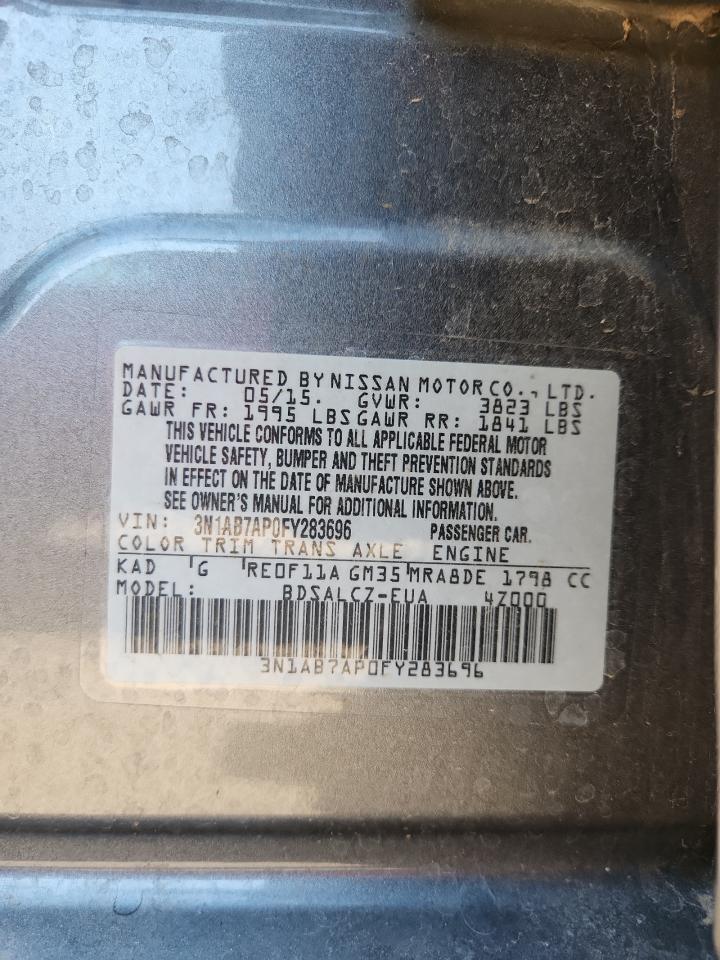 MANUFACTURED BY NISSAN MOTOR CO., LTD.
DATE: 05/15. GVWR: 3823 LBS
GAWR FR: 1995 LBS GAWR RR: 1841 LBS
THIS VEHICLE CONFORMS TO ALL APPLICABLE FEDERAL MOTOR
VEHICLE SAFETY, BUMPER AND THEFT PREVENTION STANDARDS
IN EFFECT ON THE DATE OF MANUFACTURE SHOWN ABOVE.
SEE OWNER'S MANUAL FOR ADDITIONAL INFORMATION.
VIN: 3N1AB7AP0FY283696 PASSENGER CAR.
COLOR TRIM TRANS AXLE ENGINE
KAD G RE0F11A GM35 MRA8DE 1798 CC
MODEL: BDSALCZ-EUA 4Z000
3N1AB7AP0FY283696